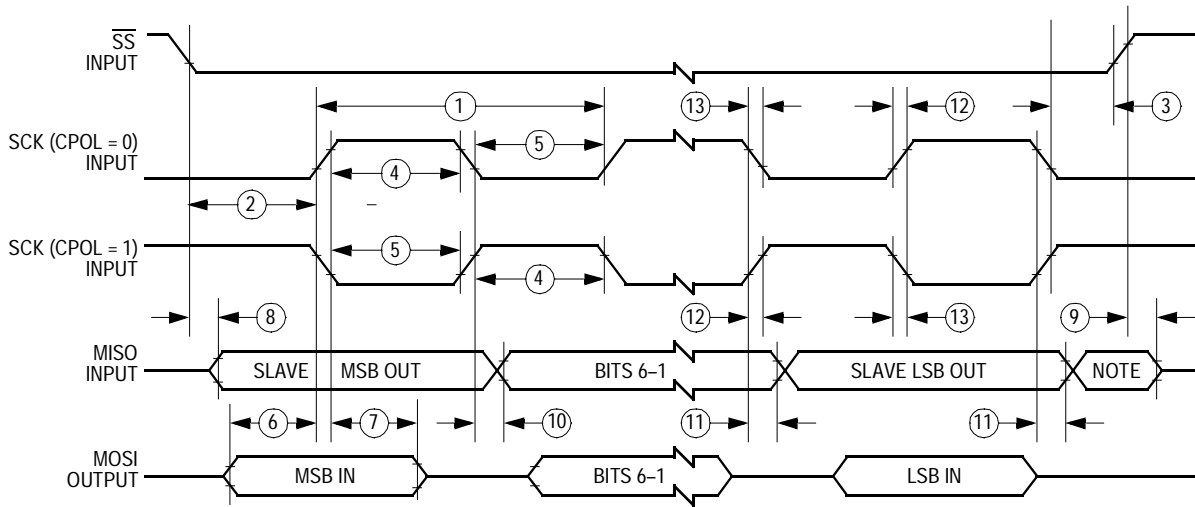 SS
INPUT
1
13
12
3
SCK (CPOL = 0)
INPUT
5
4
2
–
SCK (CPOL = 1)
INPUT
5
4
8
12
13
9
MISO
INPUT
SLAVE MSB OUT
BITS 6–1
SLAVE LSB OUT
NOTE
6
7
10
11
11
MOSI
OUTPUT
MSB IN
BITS 6–1
LSB IN